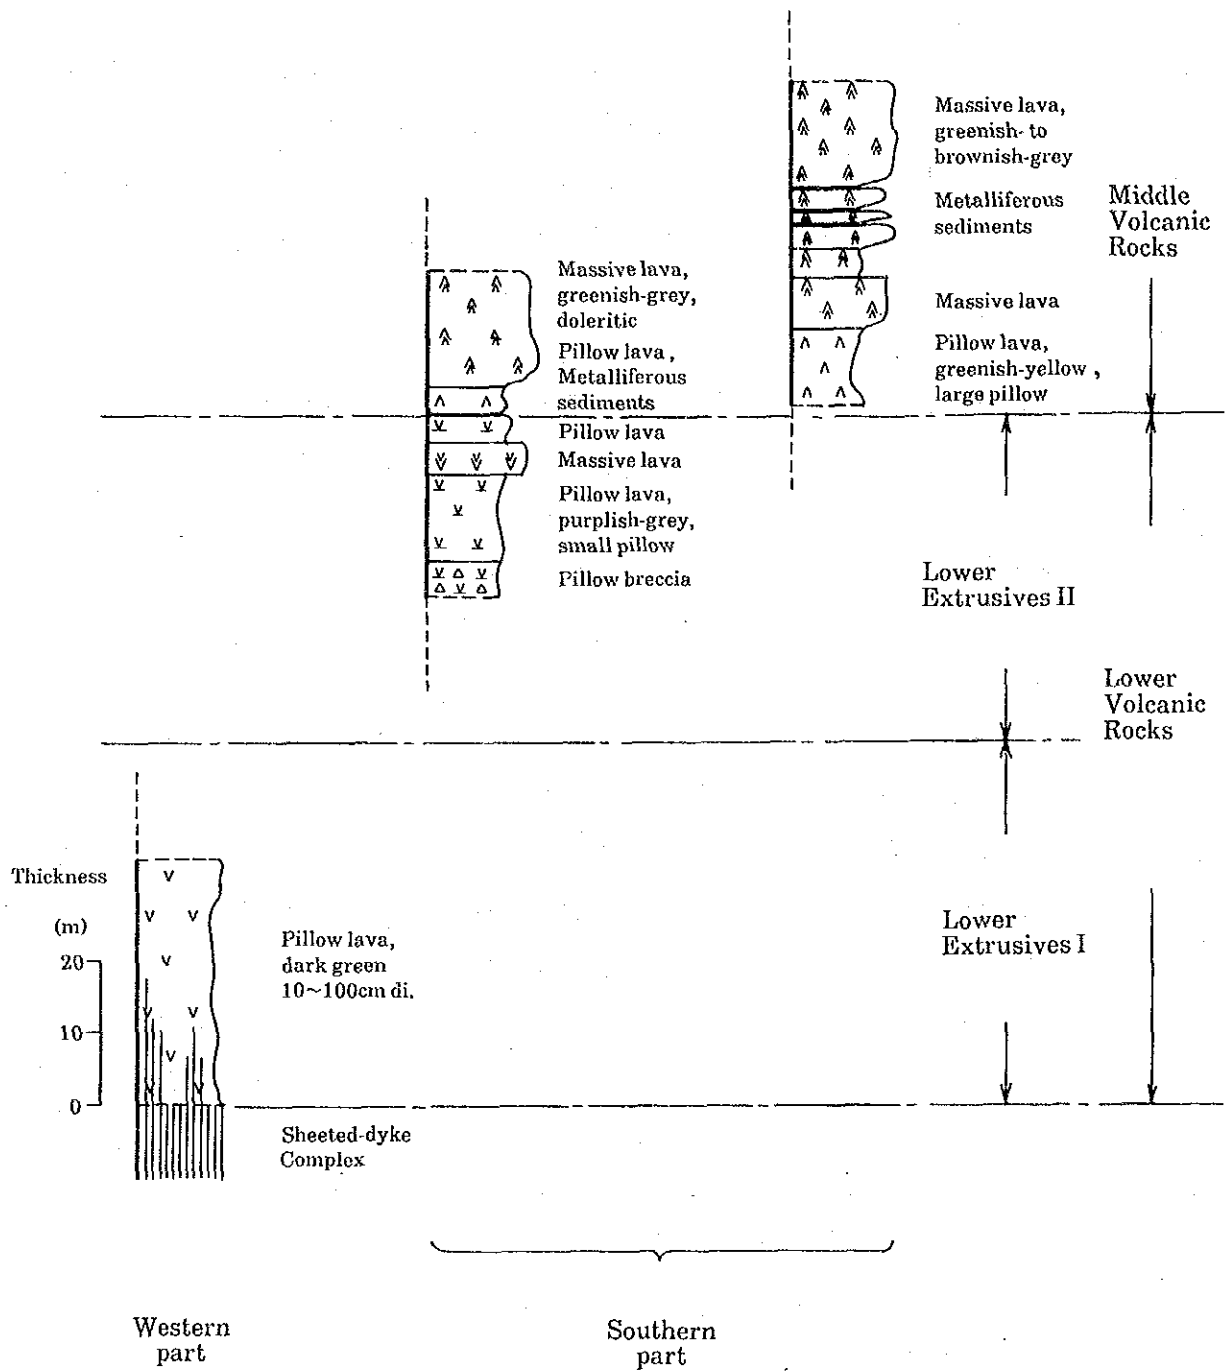 Massive lava,
greenish- to
brownish-grey
Metalliferous
sediments
Middle
Volcanic
Rocks
Massive lava,
greenish-grey,
doleritic
Massive lava
Pillow lava,
Metalliferous
sediments
Pillow lava,
greenish-yellow,
large pillow
Pillow lava
Massive lava
Pillow lava,
purplish-grey,
small pillow
Pillow breccia
Lower
Extrusives II
Lower
Volcanic
Rocks
Thickness
(m)
20
10
0
Pillow lava,
dark green
10~100cm di.
Lower
Extrusives I
Sheeted-dyke
Complex
Western
part
Southern
part